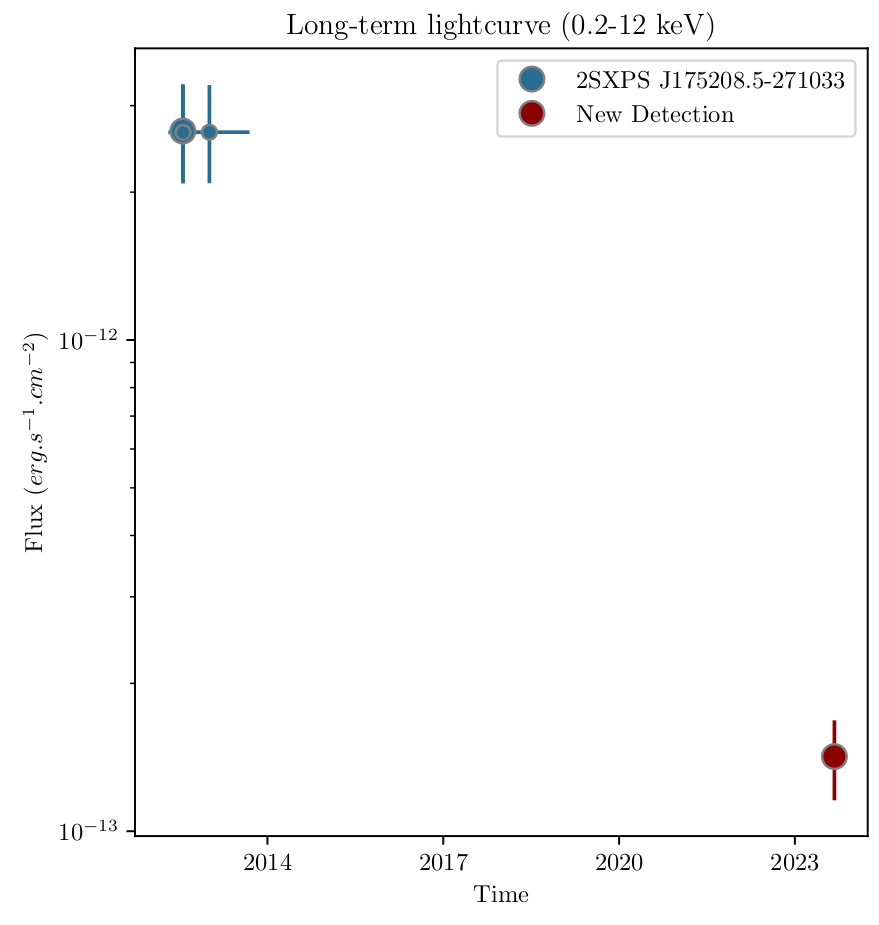 Long-term lightcurve (0.2-12 keV)
2SXPS J175208.5-271033
New Detection
Flux (erg.s⁻¹.cm⁻²)
10⁻¹²
10⁻¹³
2014 2017 2020 2023
Time